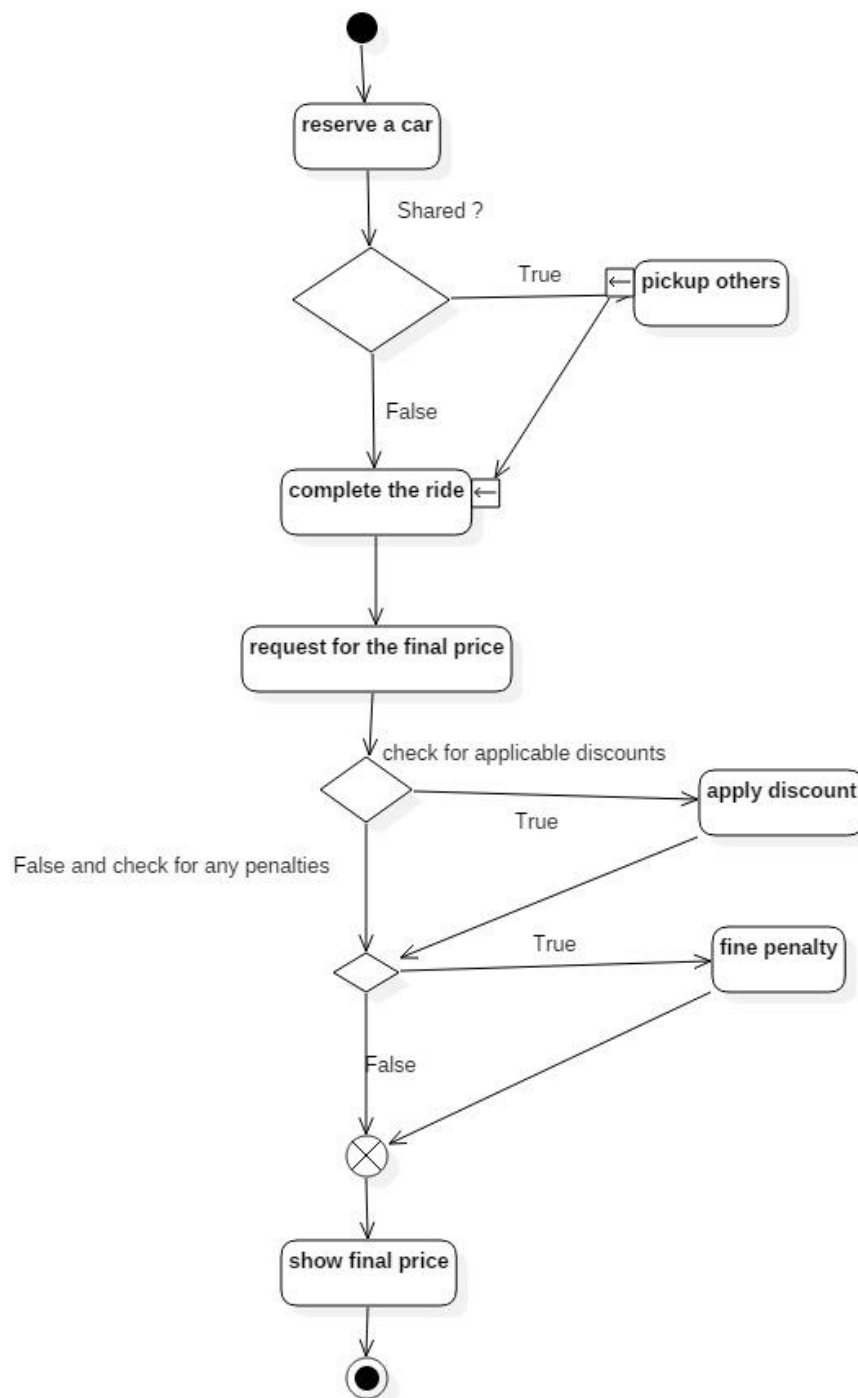 reserve a car
Shared ?
True
pickup others
False
complete the ride
request for the final price
check for applicable discounts
apply discount
True
False and check for any penalties
True
fine penalty
False
show final price